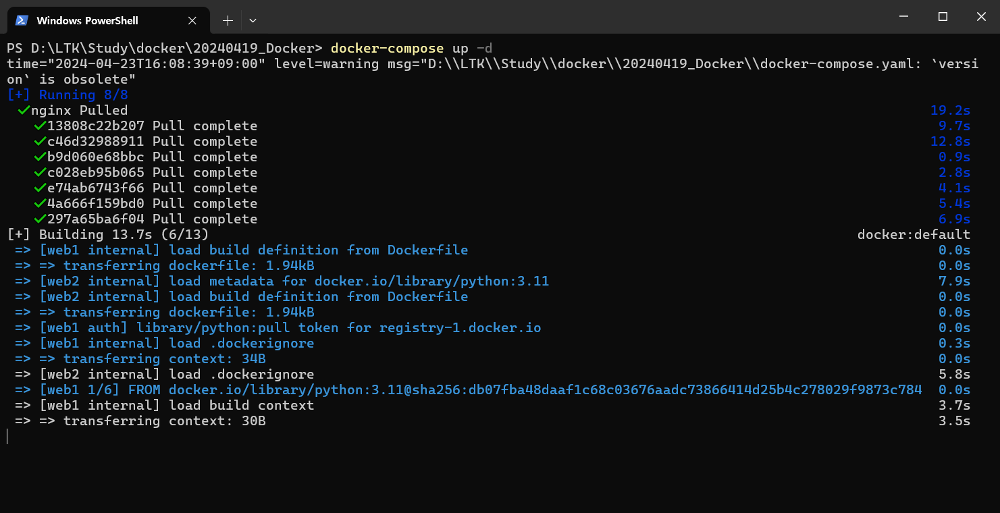 Windows PowerShell
PS D:\LTK\Study\docker\20240419_Docker> docker-compose up -d
time="2024-04-23T16:08:39+09:00" level=warning msg="D:\\LTK\\Study\\docker\\20240419_Docker\\docker-compose.yaml: `versi
on` is obsolete"
[+] Running 8/8
✔nginx Pulled 19.2s
✔13808c22b207 Pull complete 9.7s
✔c46d32988911 Pull complete 12.8s
✔b9d060e68bbc Pull complete 0.9s
✔c028eb95b065 Pull complete 2.8s
✔e74ab6743f66 Pull complete 4.1s
✔4a666f159bd0 Pull complete 5.4s
✔297a65ba6f04 Pull complete 6.9s
[+] Building 13.7s (6/13) docker:default
=> [web1 internal] load build definition from Dockerfile 0.0s
=> => transferring dockerfile: 1.94kB 0.0s
=> [web2 internal] load metadata for docker.io/library/python:3.11 7.9s
=> [web2 internal] load build definition from Dockerfile 0.0s
=> => transferring dockerfile: 1.94kB 0.0s
=> [web1 auth] library/python:pull token for registry-1.docker.io 0.0s
=> [web1 internal] load .dockerignore 0.3s
=> => transferring context: 34B 0.0s
=> [web2 internal] load .dockerignore 5.8s
=> [web1 1/6] FROM docker.io/library/python:3.11@sha256:db07fba48daaf1c68c03676aadc73866414d25b4c278029f9873c784 0.0s
=> [web1 internal] load build context 3.7s
=> => transferring context: 30B 3.5s